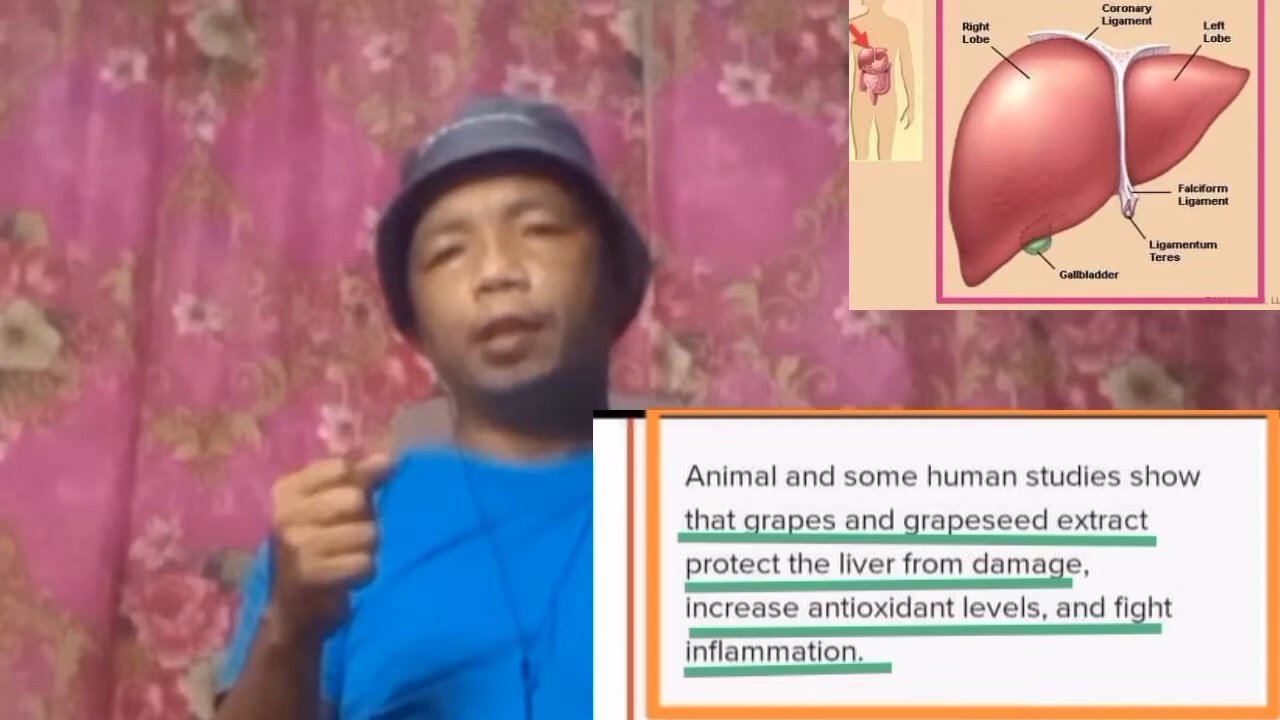 Coronary
Ligament
Right
Lobe
Left
Lobe
Falciform
Ligament
Ligamentum
Teres
Gallbladder
Animal and some human studies show
that grapes and grapeseed extract
protect the liver from damage,
increase antioxidant levels, and fight
inflammation.